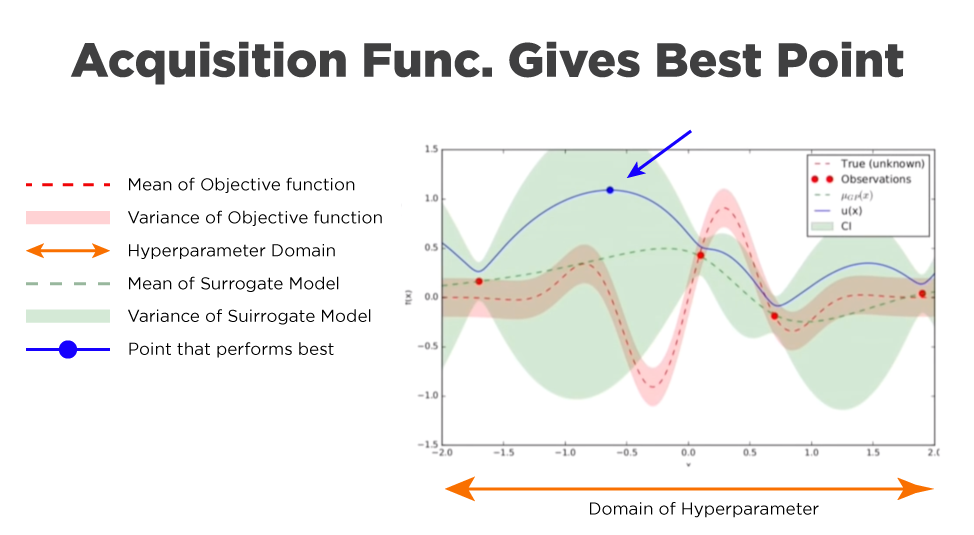 Acquisition Func. Gives Best Point
Mean of Objective function
Variance of Objective function
Hyperparameter Domain
Mean of Surrogate Model
Variance of Suirrogate Model
Point that performs best
1.5
1.0
0.5
0.0
−0.5
−1.0
−1.5
f(x)
True (unknown)
Observations
μGP(x)
u(x)
CI
−2.0 −1.5 −1.0 −0.5 0.0 0.5 1.0 1.5 2.0
Domain of Hyperparameter